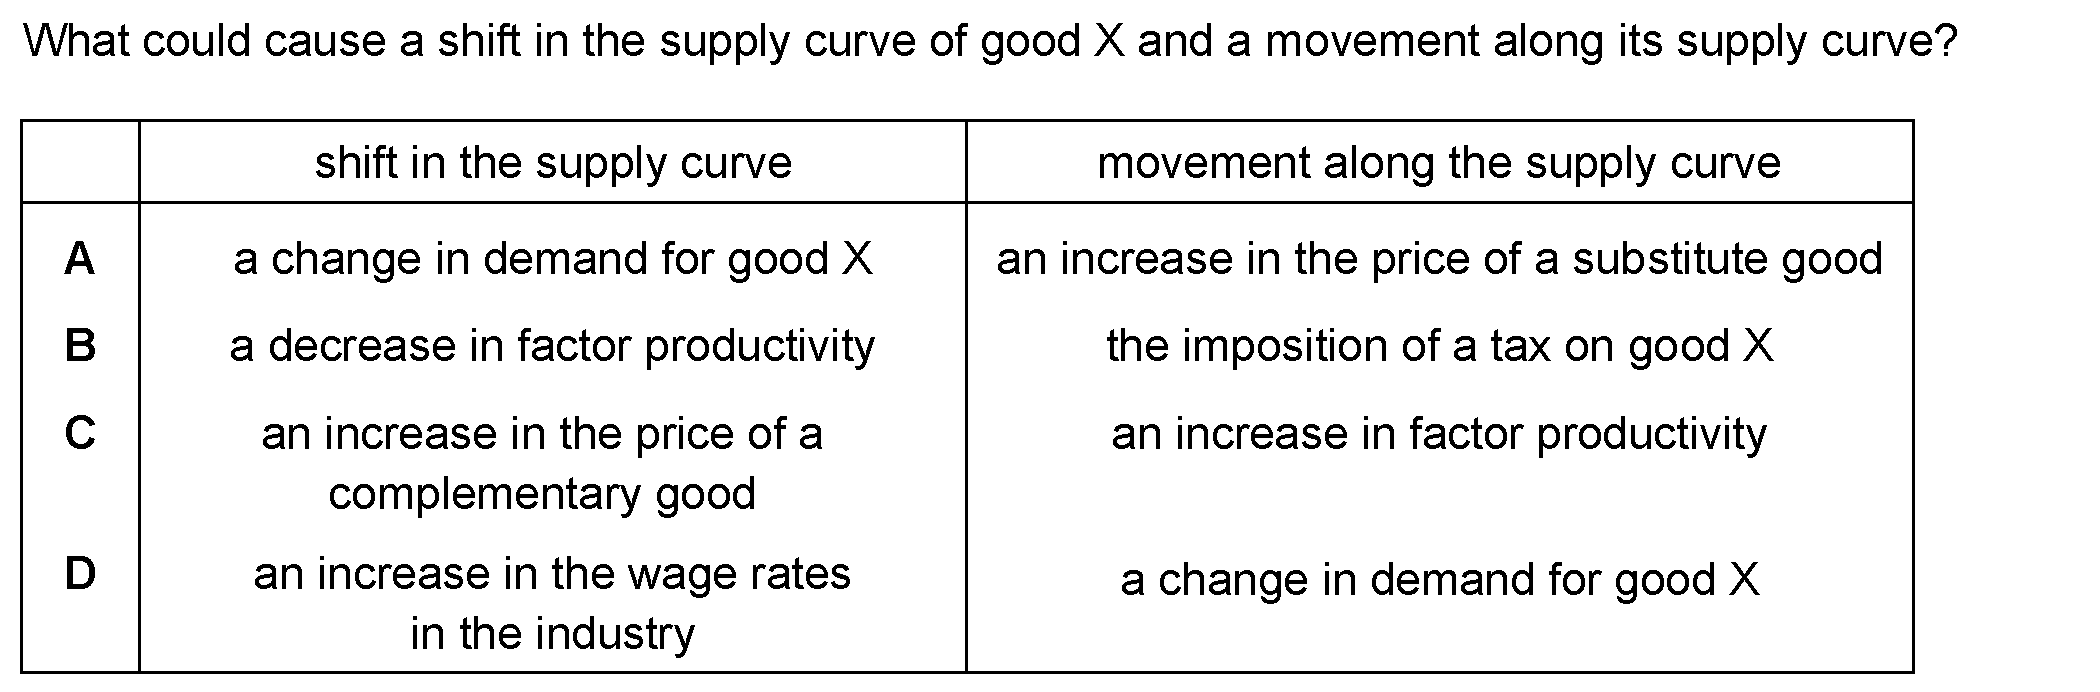 What could cause a shift in the supply curve of good X and a movement along its supply curve?
shift in the supply curve movement along the supply curve
A a change in demand for good X an increase in the price of a substitute good
B a decrease in factor productivity the imposition of a tax on good X
C an increase in the price of a an increase in factor productivity
complementary good
D an increase in the wage rates a change in demand for good X
in the industry